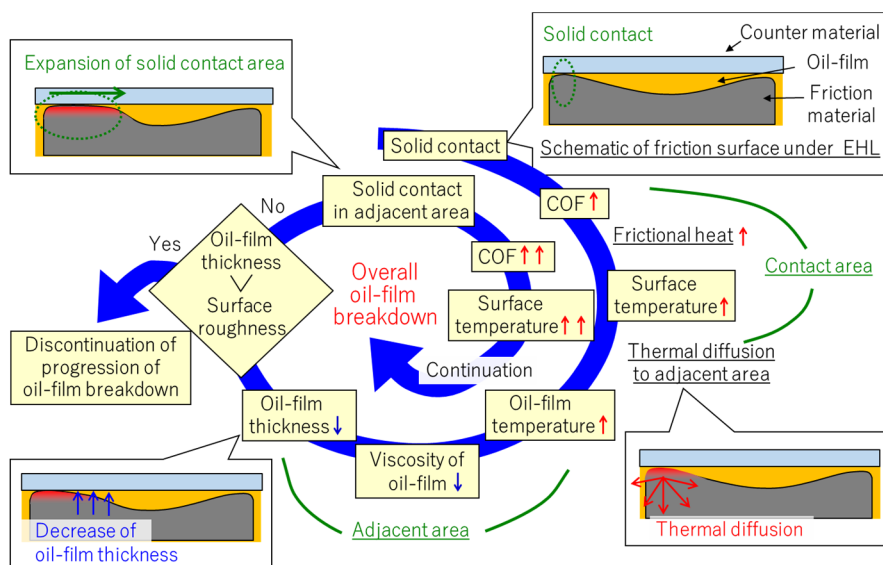 Expansion of solid contact area
Solid contact
Counter material
Oil-film
Friction
material
Schematic of friction surface under EHL
Solid contact
COF ↑
Frictional heat ↑
Contact area
Surface
temperature ↑
Thermal diffusion
to adjacent area
Thermal diffusion
Oil-film
temperature ↑
Viscosity of
oil-film ↓
Adjacent area
Oil-film
thickness ↓
Decrease of
oil-film thickness
Oil-film
thickness
∨
Surface
roughness
Yes
Discontinuation of
progression of
oil-film breakdown
No
Solid contact
in adjacent area
COF ↑ ↑
Surface
temperature ↑ ↑
Continuation
Overall
oil-film
breakdown